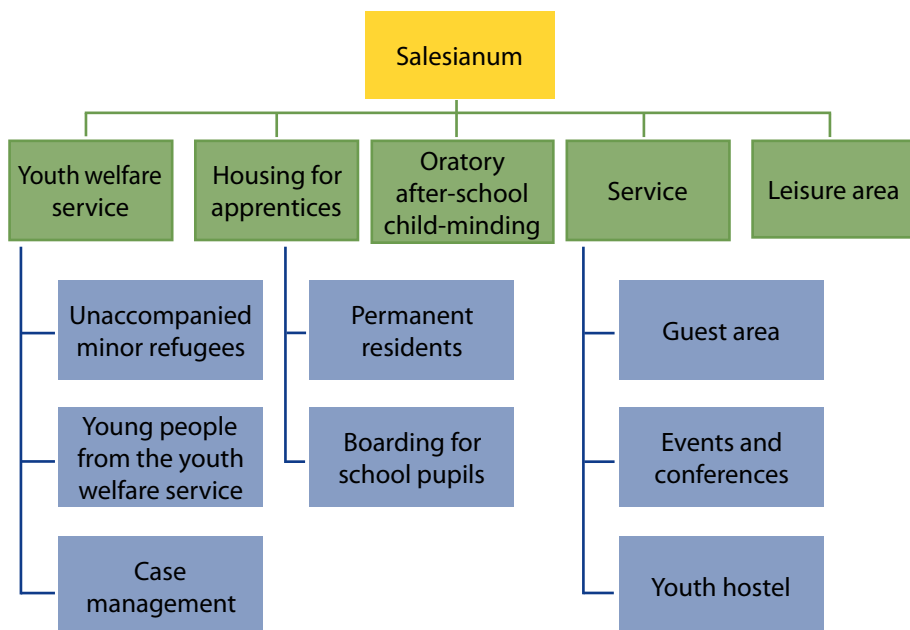 Salesianum
Youth welfare
service
Housing for
apprentices
Oratory
after-school
child-minding
Service
Leisure area
Unaccompanied
minor refugees
Young people
from the youth
welfare service
Case
management
Permanent
residents
Boarding for
school pupils
Guest area
Events and
conferences
Youth hostel